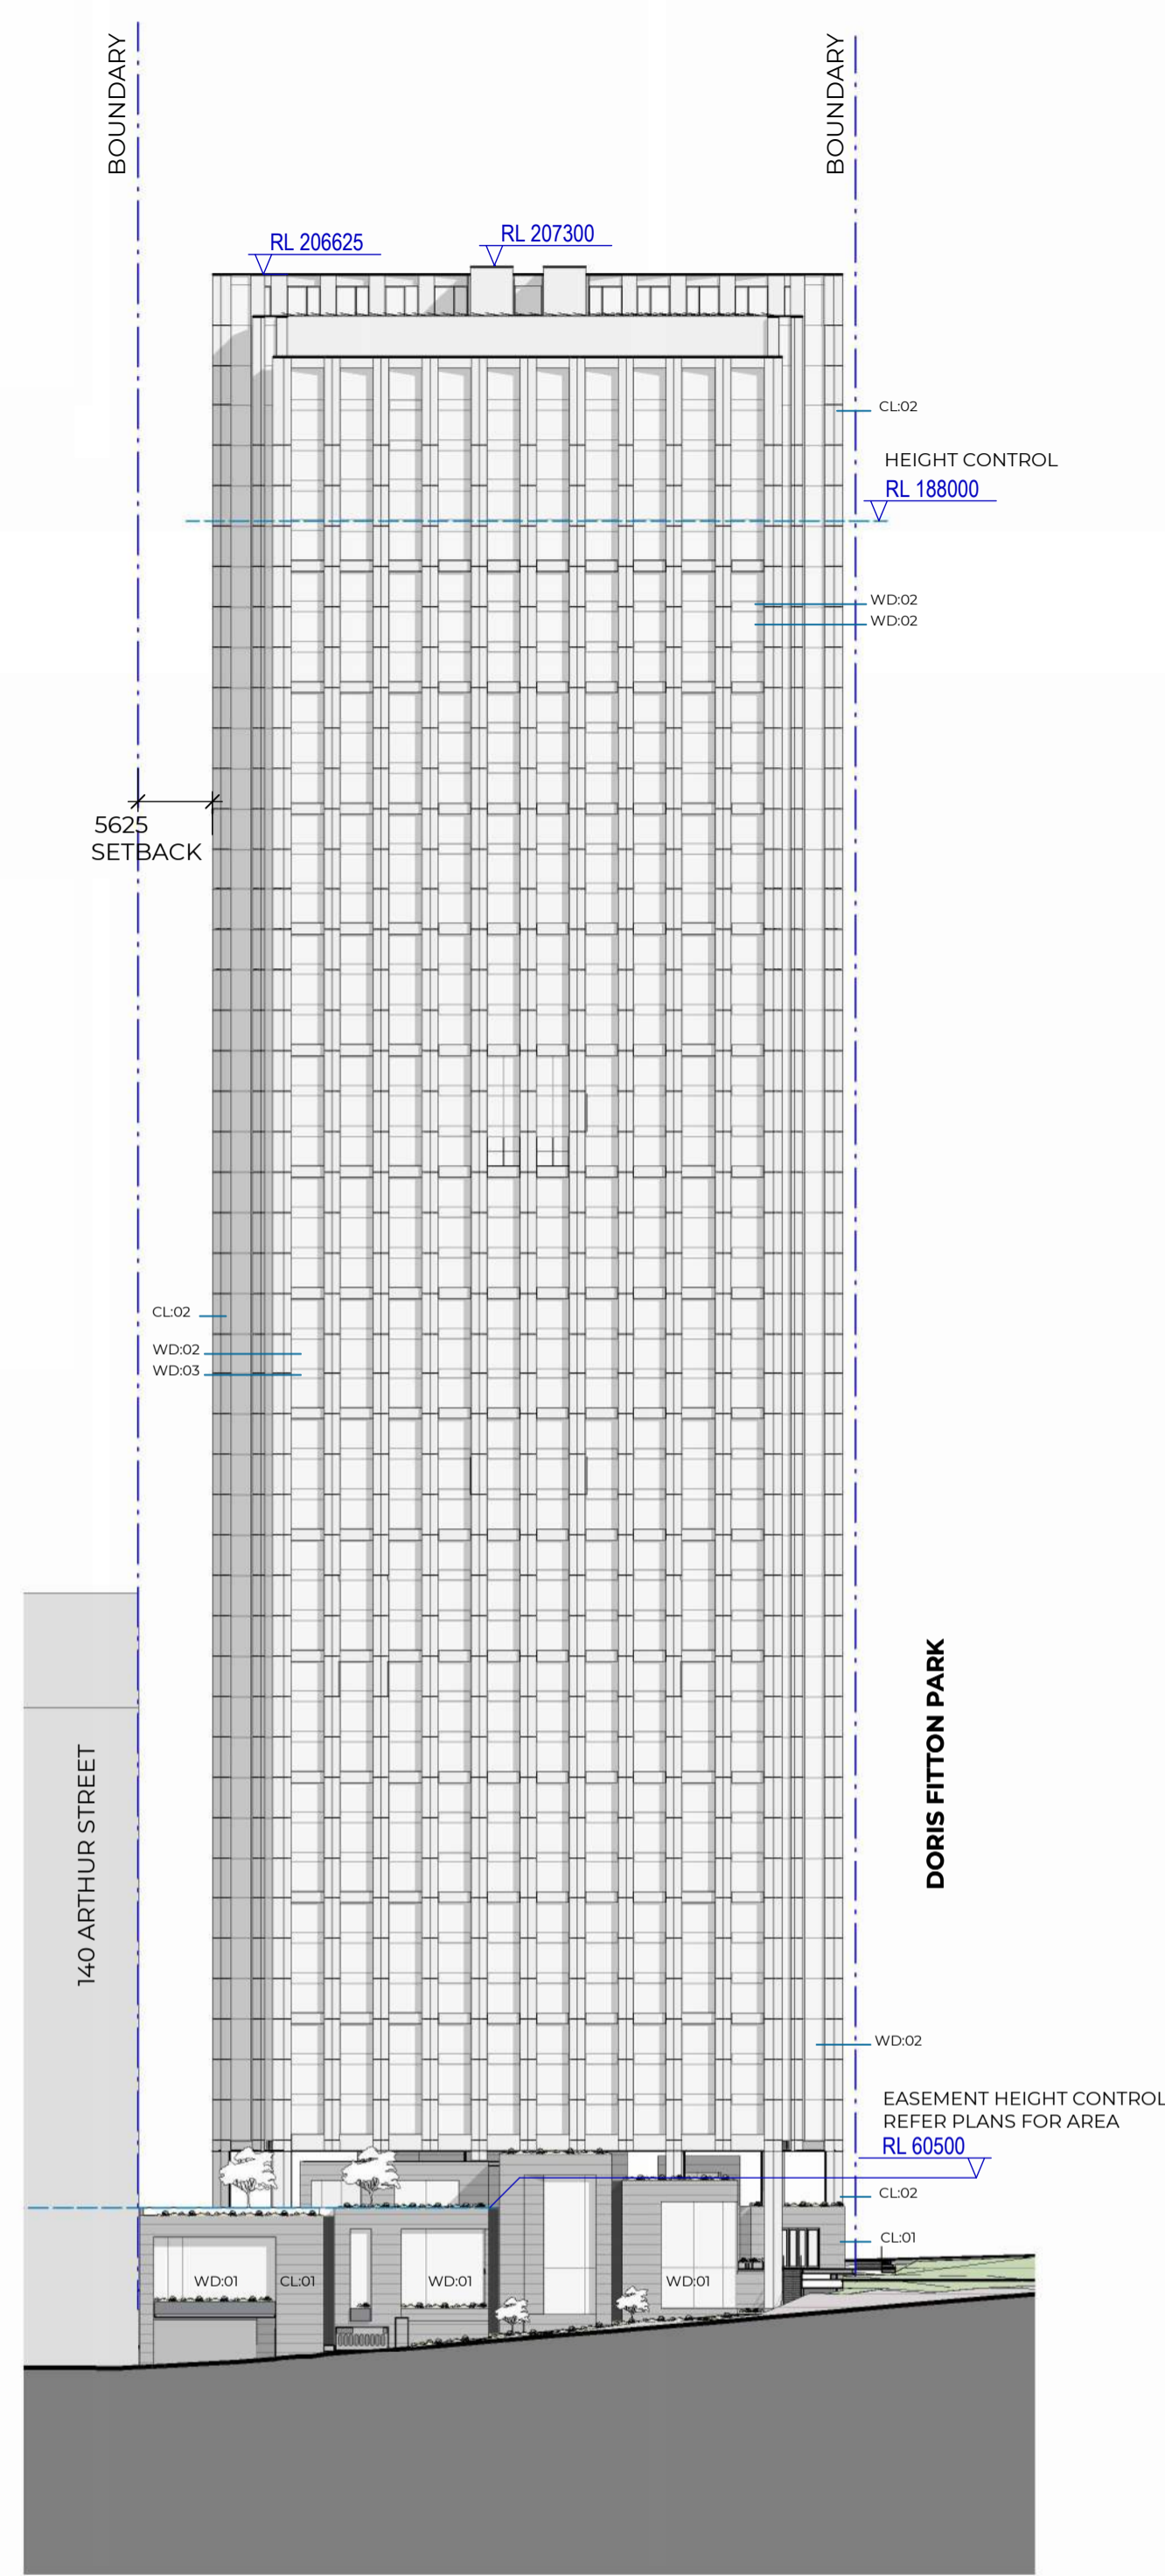 BOUNDARY
BOUNDARY
RL 206625
RL 207300
CL:02
HEIGHT CONTROL
RL 188000
WD:02
WD:02
5625
SETBACK
CL:02
WD:02
WD:03
140 ARTHUR STREET
DORIS FITTON PARK
WD:02
EASEMENT HEIGHT CONTROL
REFER PLANS FOR AREA
RL 60500
CL:02
CL:01
WD:01
CL:01
WD:01
WD:01